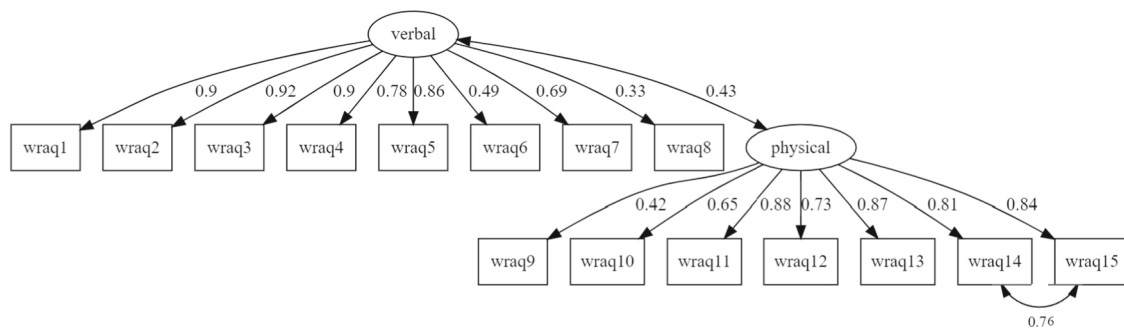 verbal
0.9 0.92 0.9 0.78 0.86 0.49 0.69 0.33 0.43
wraq1 wraq2 wraq3 wraq4 wraq5 wraq6 wraq7 wraq8 physical
0.42 0.65 0.88 0.73 0.87 0.81 0.84
wraq9 wraq10 wraq11 wraq12 wraq13 wraq14 wraq15
0.76